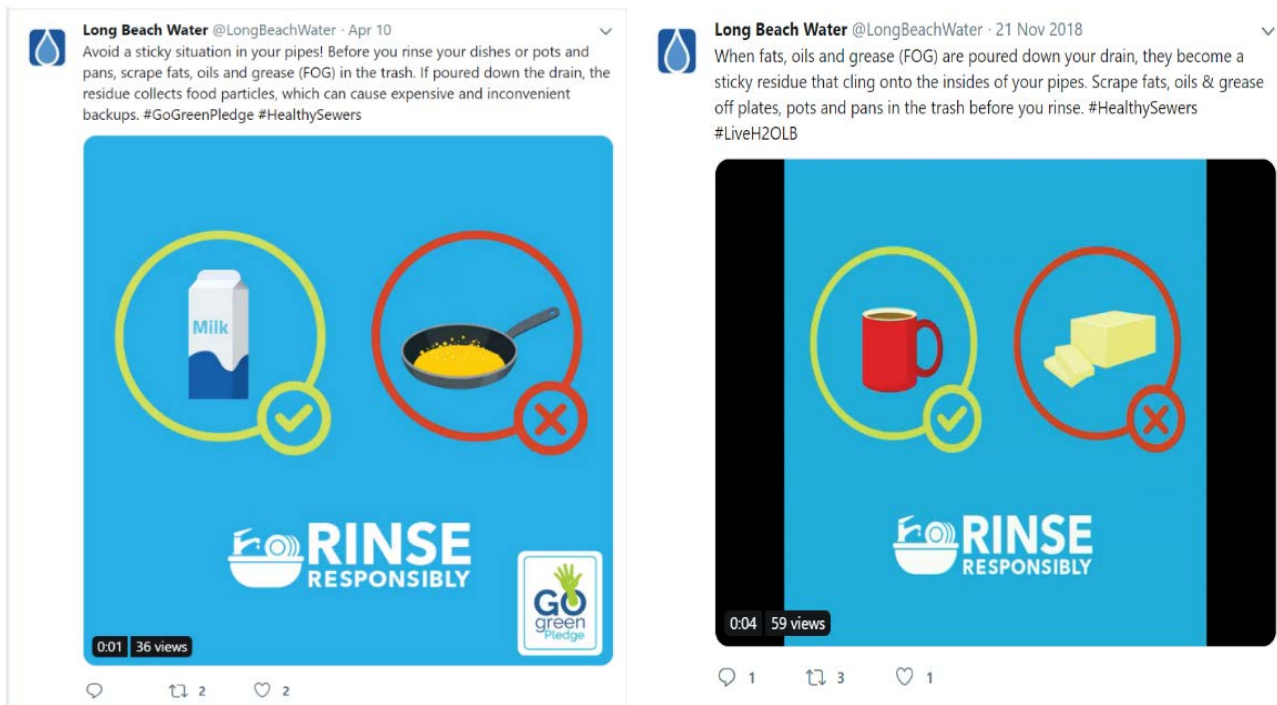 Long Beach Water @LongBeachWater · Apr 10
Avoid a sticky situation in your pipes! Before you rinse your dishes or pots and
pans, scrape fats, oils and grease (FOG) in the trash. If poured down the drain, the
residue collects food particles, which can cause expensive and inconvenient
backups. #GoGreenPledge #HealthySewers
Milk
RINSE
RESPONSIBLY
GO
green
Pledge
0:01 36 views
2 2
Long Beach Water @LongBeachWater · 21 Nov 2018
When fats, oils and grease (FOG) are poured down your drain, they become a
sticky residue that cling onto the insides of your pipes. Scrape fats, oils & grease
off plates, pots and pans in the trash before you rinse. #HealthySewers
#LiveH2OLB
RINSE
RESPONSIBLY
0:04 59 views
1 3 1